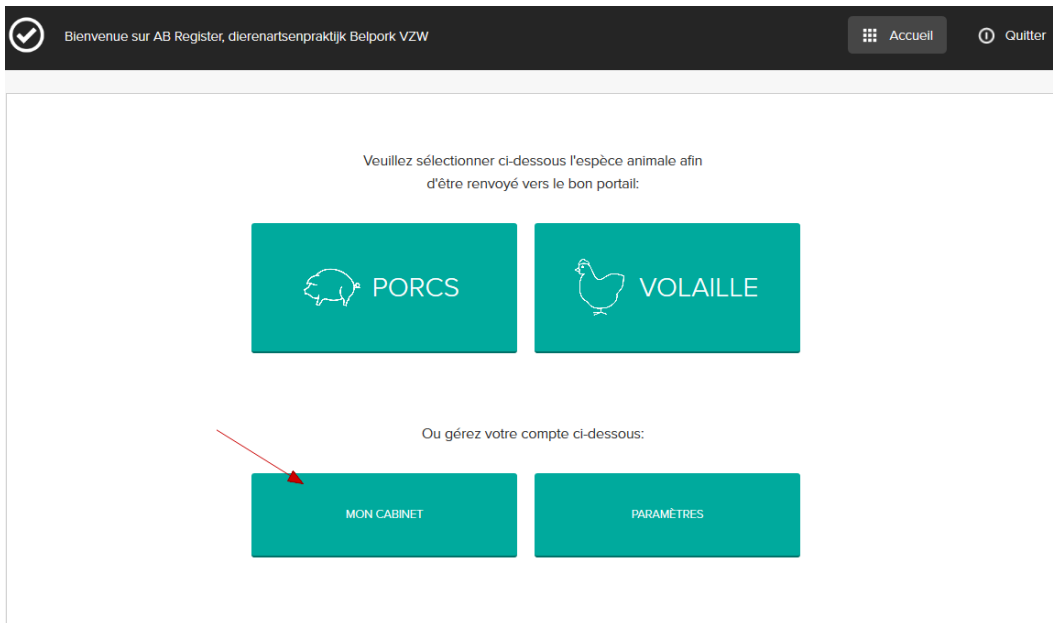 Bienvenue sur AB Register, dierenartsenpraktijk Belpork VZW
Accueil
Quitter
Veuillez sélectionner ci-dessous l'espèce animale afin
d'être renvoyé vers le bon portail:
PORCS
VOLAILLE
Ou gérez votre compte ci-dessous:
MON CABINET
PARAMÈTRES